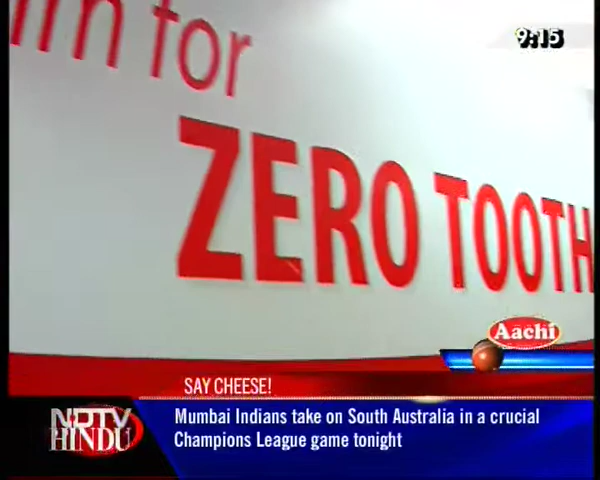 for
9:15
ZERO TOOTH
Aachi
SAY CHEESE!
NDTV
HINDU
Mumbai Indians take on South Australia in a crucial
Champions League game tonight